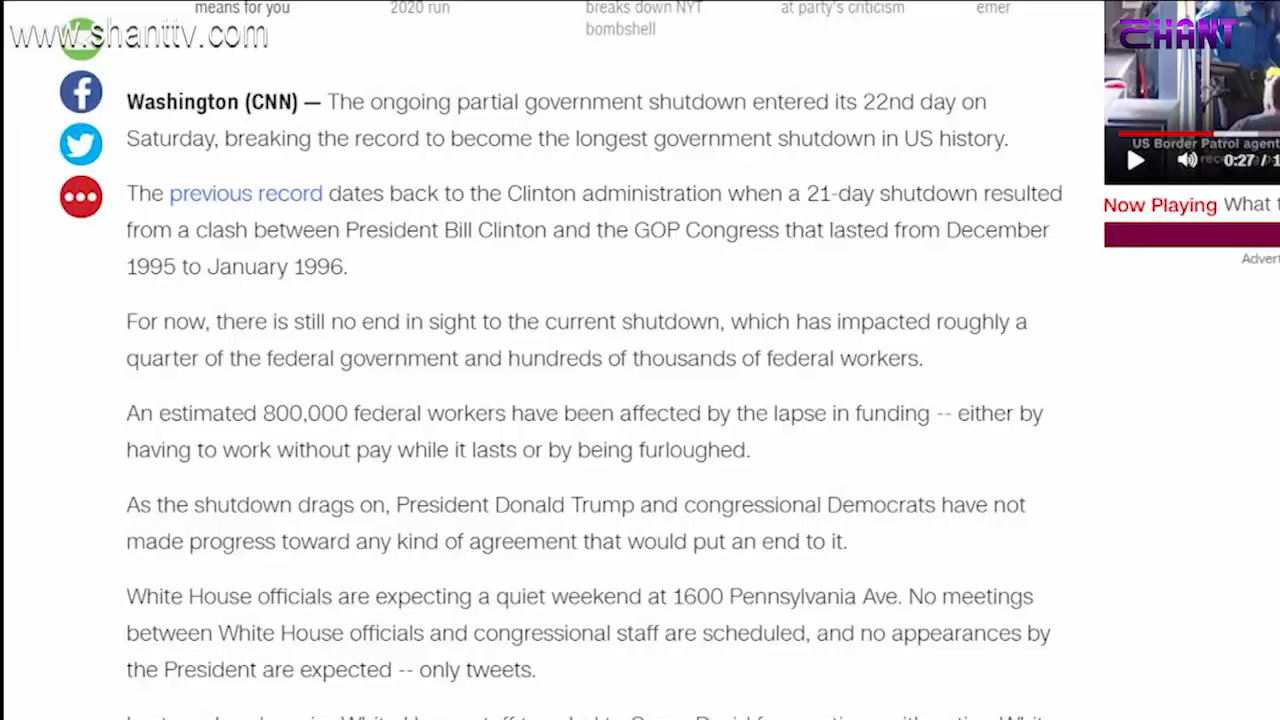 means for you
2020 run
breaks down NYT
bombshell
at party's criticism
emer
www.shanttv.com
SHANT
Washington (CNN) — The ongoing partial government shutdown entered its 22nd day on
Saturday, breaking the record to become the longest government shutdown in US history.
US Border Patrol agent
0:27 / 1
Now Playing What t
Advert
The previous record dates back to the Clinton administration when a 21-day shutdown resulted
from a clash between President Bill Clinton and the GOP Congress that lasted from December
1995 to January 1996.
For now, there is still no end in sight to the current shutdown, which has impacted roughly a
quarter of the federal government and hundreds of thousands of federal workers.
An estimated 800,000 federal workers have been affected by the lapse in funding -- either by
having to work without pay while it lasts or by being furloughed.
As the shutdown drags on, President Donald Trump and congressional Democrats have not
made progress toward any kind of agreement that would put an end to it.
White House officials are expecting a quiet weekend at 1600 Pennsylvania Ave. No meetings
between White House officials and congressional staff are scheduled, and no appearances by
the President are expected -- only tweets.